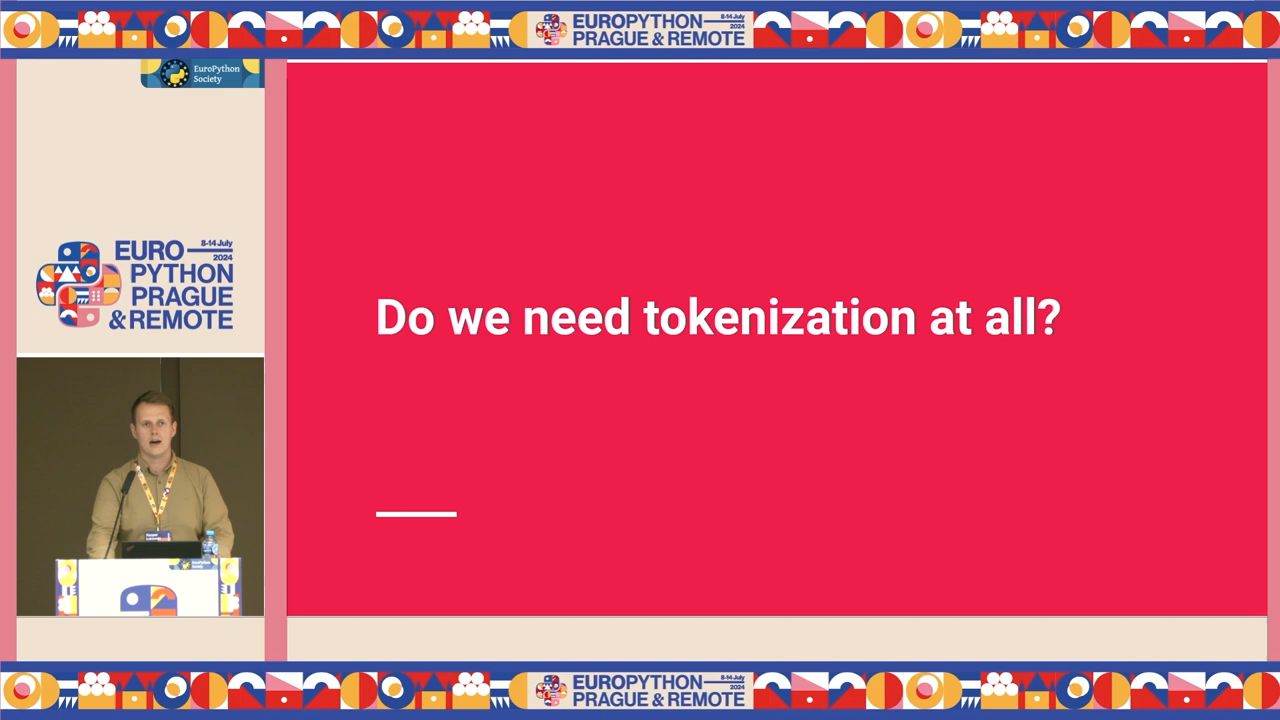 EUROPYTHON
8-14 July
2024
PRAGUE & REMOTE
EuroPython
Society
EURO
8-14 July
2024
PYTHON
PRAGUE
& REMOTE
Do we need tokenization at all?
EUROPYTHON
8-14 July
2024
PRAGUE & REMOTE